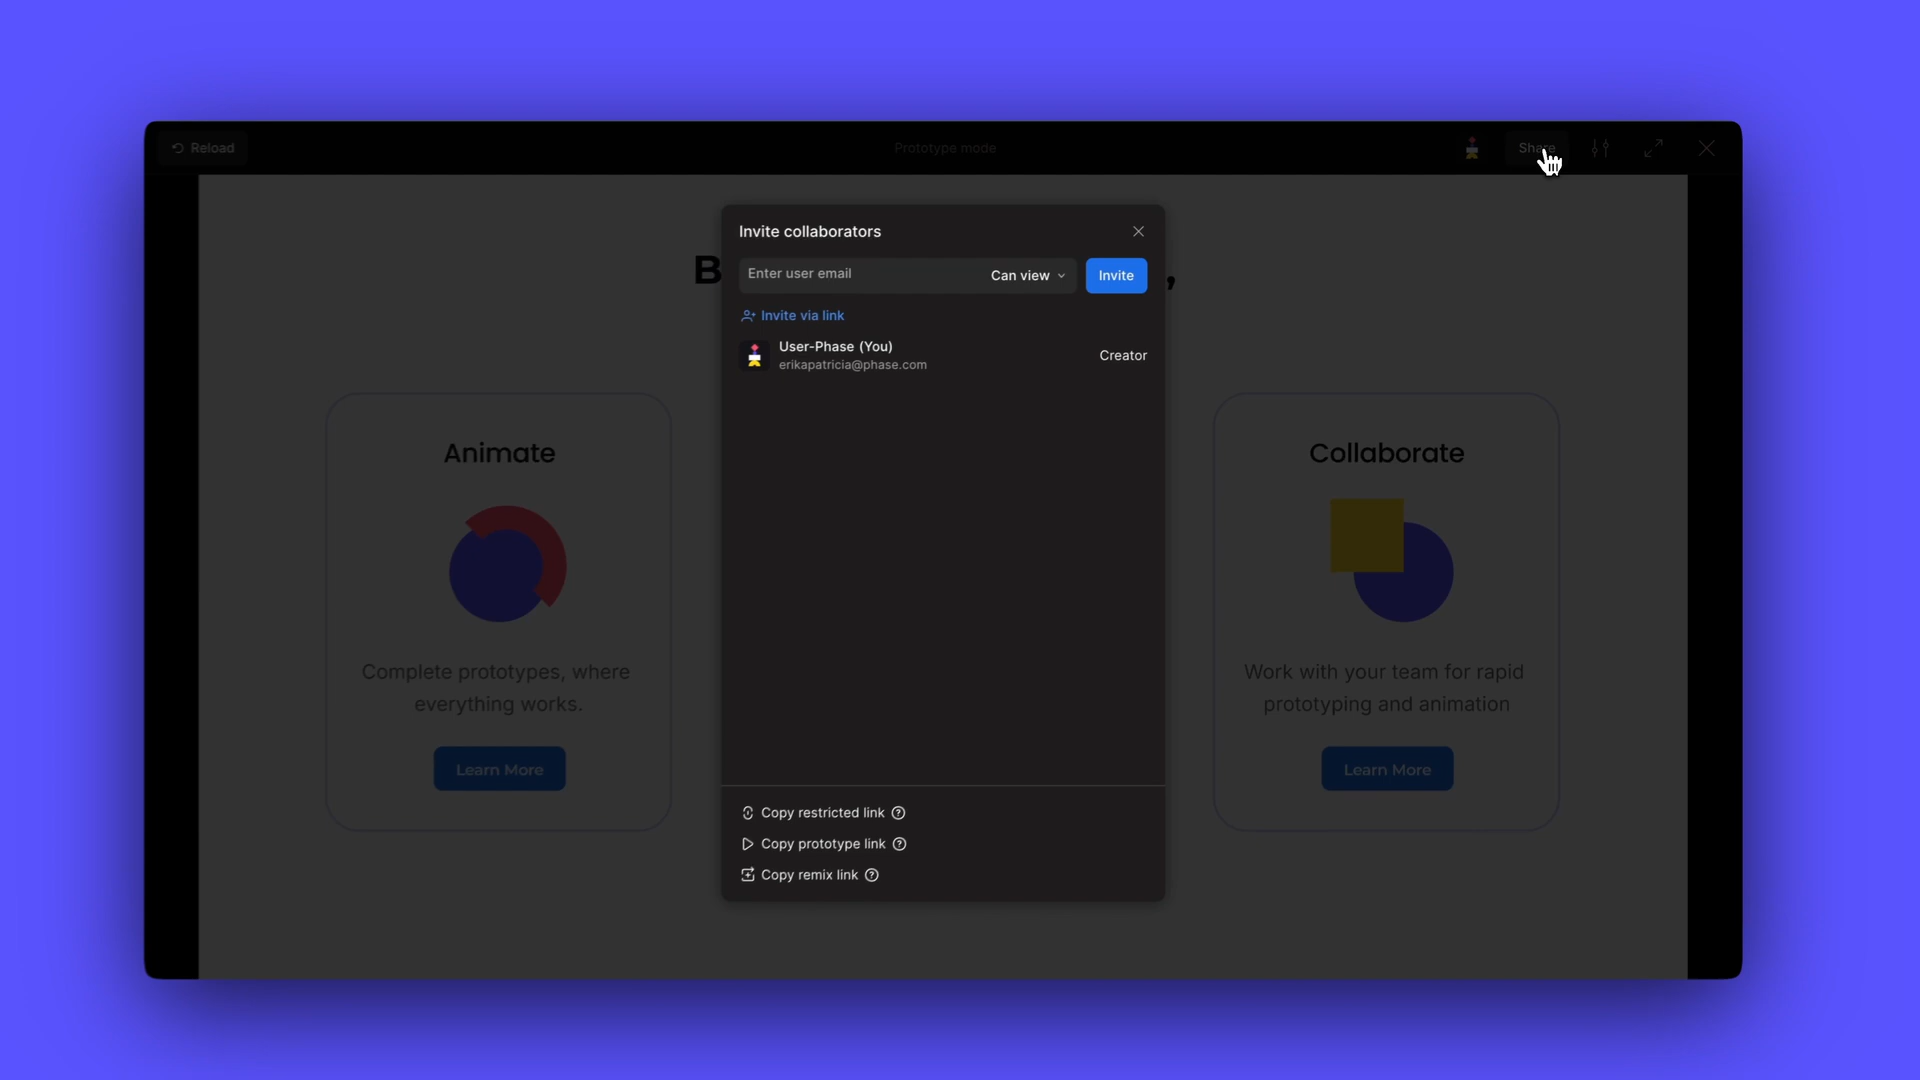 Reload
Prototype mode
Share
Invite collaborators
B
,
Enter user email
Can view
Invite
Invite via link
User-Phase (You)
erikapatricia@phase.com
Creator
Animate
Complete prototypes, where
everything works.
Learn More
Collaborate
Work with your team for rapid
prototyping and animation
Learn More
Copy restricted link
Copy prototype link
Copy remix link